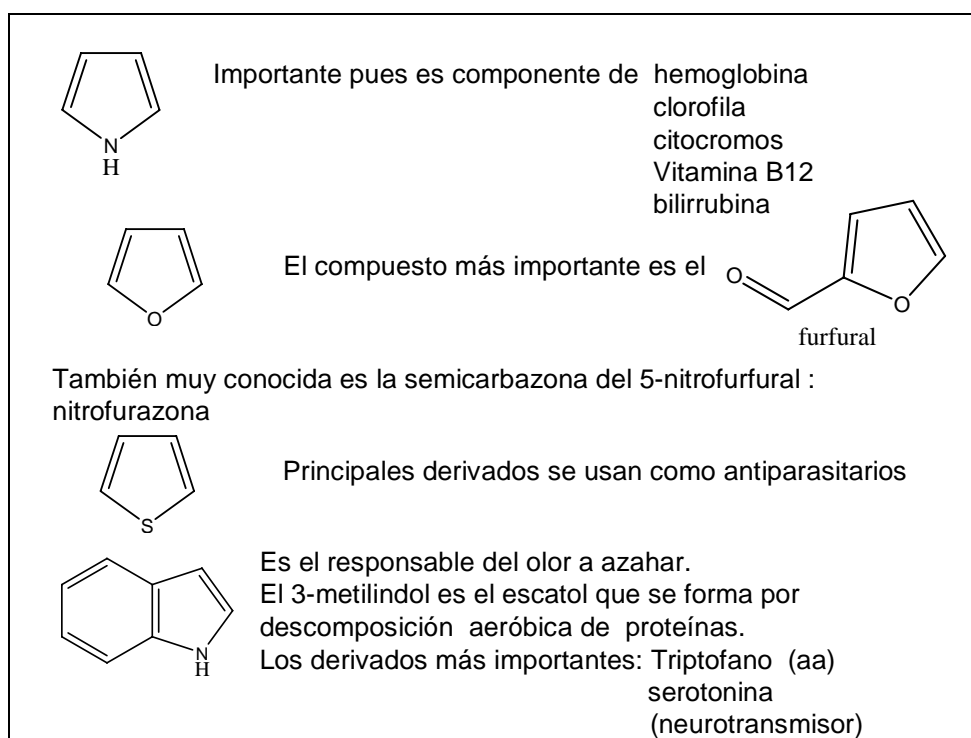 Importante pues es componente de hemoglobina
clorofila
citocromos
Vitamina B12
bilirrubina
N
H
El compuesto más importante es el
O
O
O
furfural
También muy conocida es la semicarbazona del 5-nitrofurfural :
nitrofurazona
Principales derivados se usan como antiparasitarios
S
Es el responsable del olor a azahar.
El 3-metilindol es el escatol que se forma por
descomposición aeróbica de proteínas.
Los derivados más importantes: Triptofano (aa)
N
H
serotonina
(neurotransmisor)